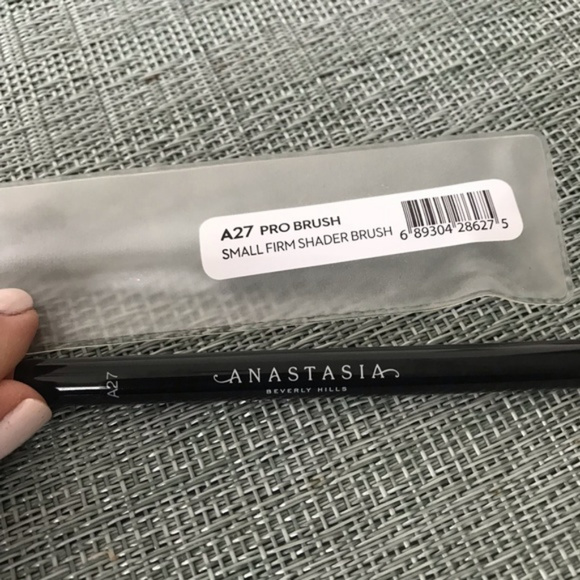 A27 PRO BRUSH
SMALL FIRM SHADER BRUSH
6 89304 28627 5
A27
ANASTASIA
BEVERLY HILLS